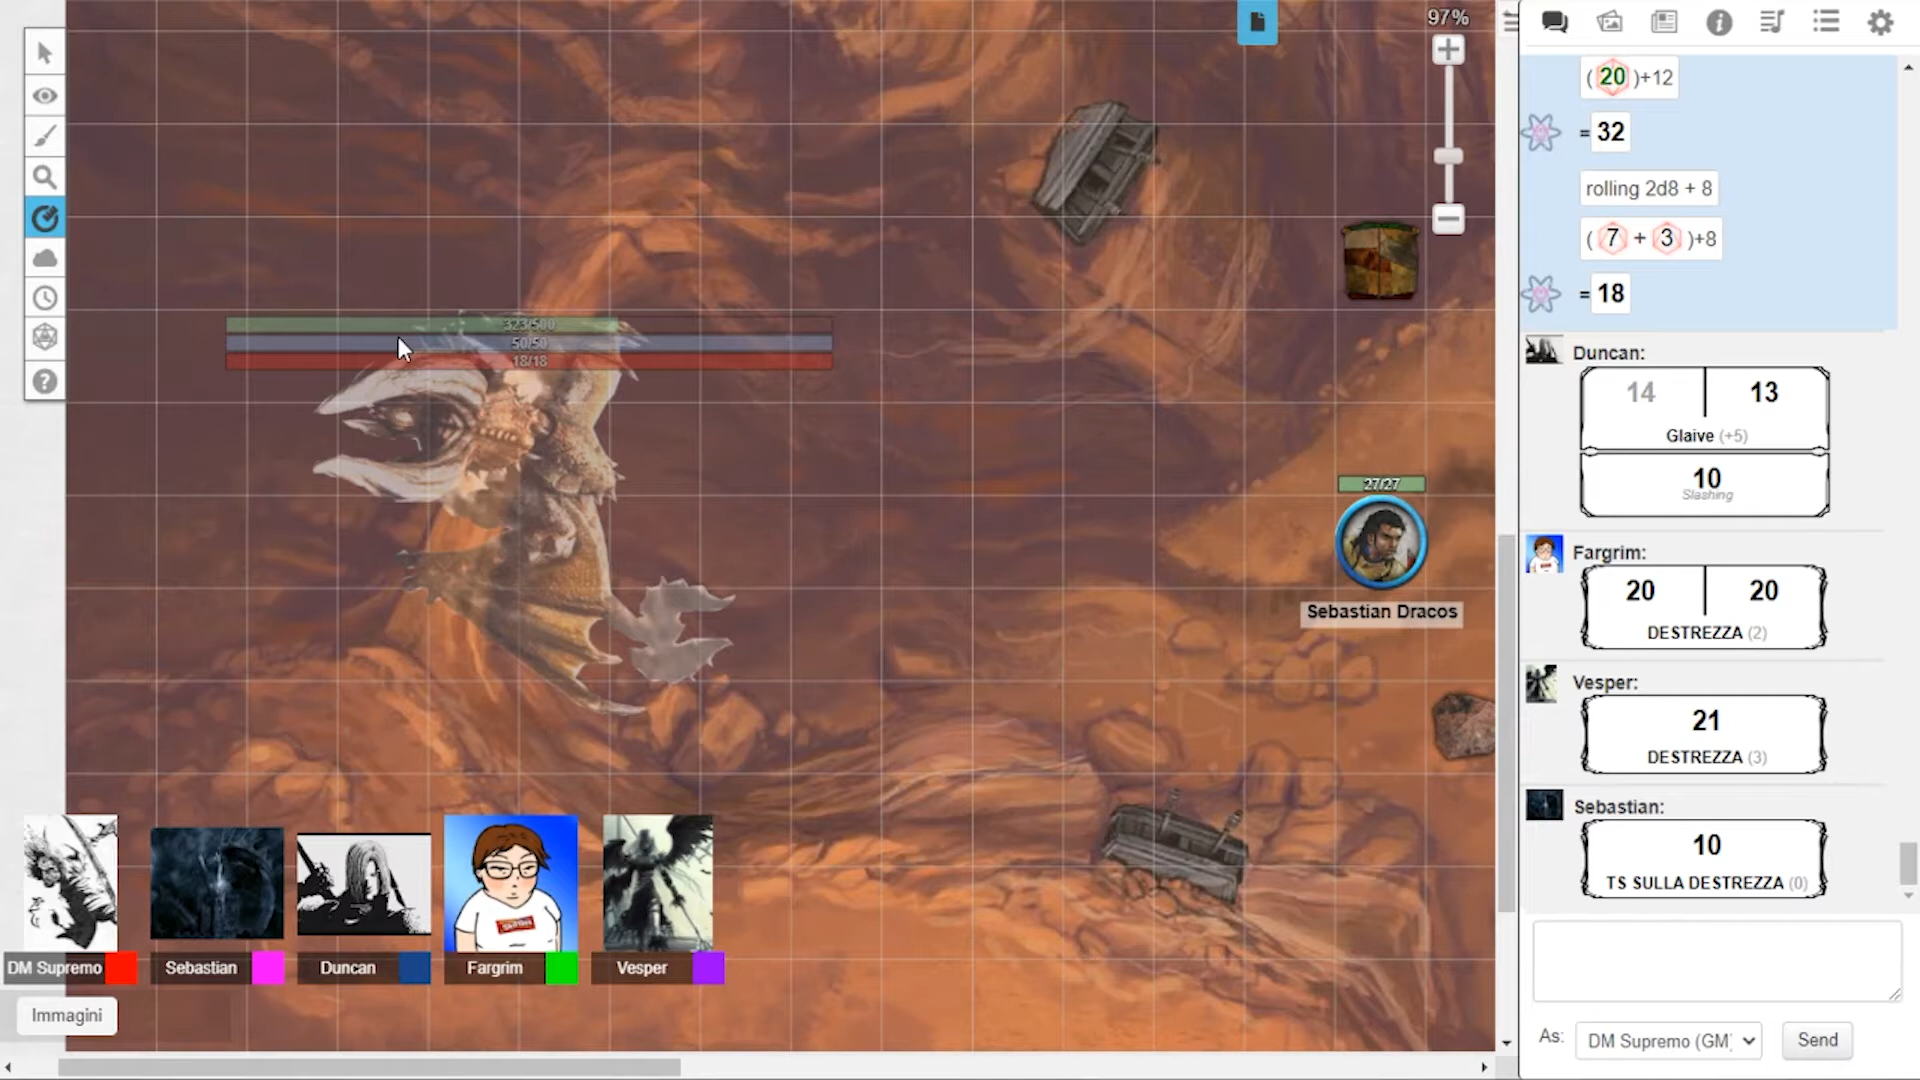 97%
323/500
50/50
18/18
27/27
Sebastian Dracos
DM Supremo
Sebastian
Duncan
Fargrim
Vesper
Immagini
(20)+12
=32
rolling 2d8 + 8
(7 + 3)+8
=18
Duncan:
14 13
Glaive (+5)
10
Slashing
Fargrim:
20 20
DESTREZZA (2)
Vesper:
21
DESTREZZA (3)
Sebastian:
10
TS SULLA DESTREZZA (0)
As: DM Supremo (GM) Send